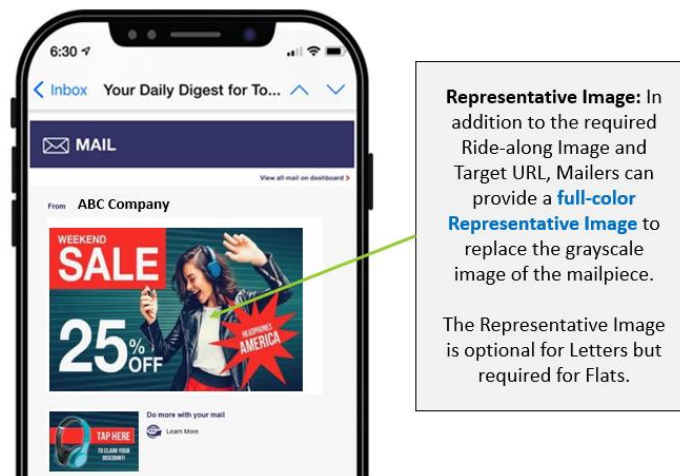 6:30
Inbox Your Daily Digest for To...
MAIL
View all mail on dashboard >
From ABC Company
WEEKEND
SALE
25% OFF
HEADPHONES
AMERICA
TAP HERE
TO CLAIM YOUR
DISCOUNT!
Do more with your mail
Learn More
Representative Image: In
addition to the required
Ride-along Image and
Target URL, Mailers can
provide a full-color
Representative Image to
replace the grayscale
image of the mailpiece.
The Representative Image
is optional for Letters but
required for Flats.